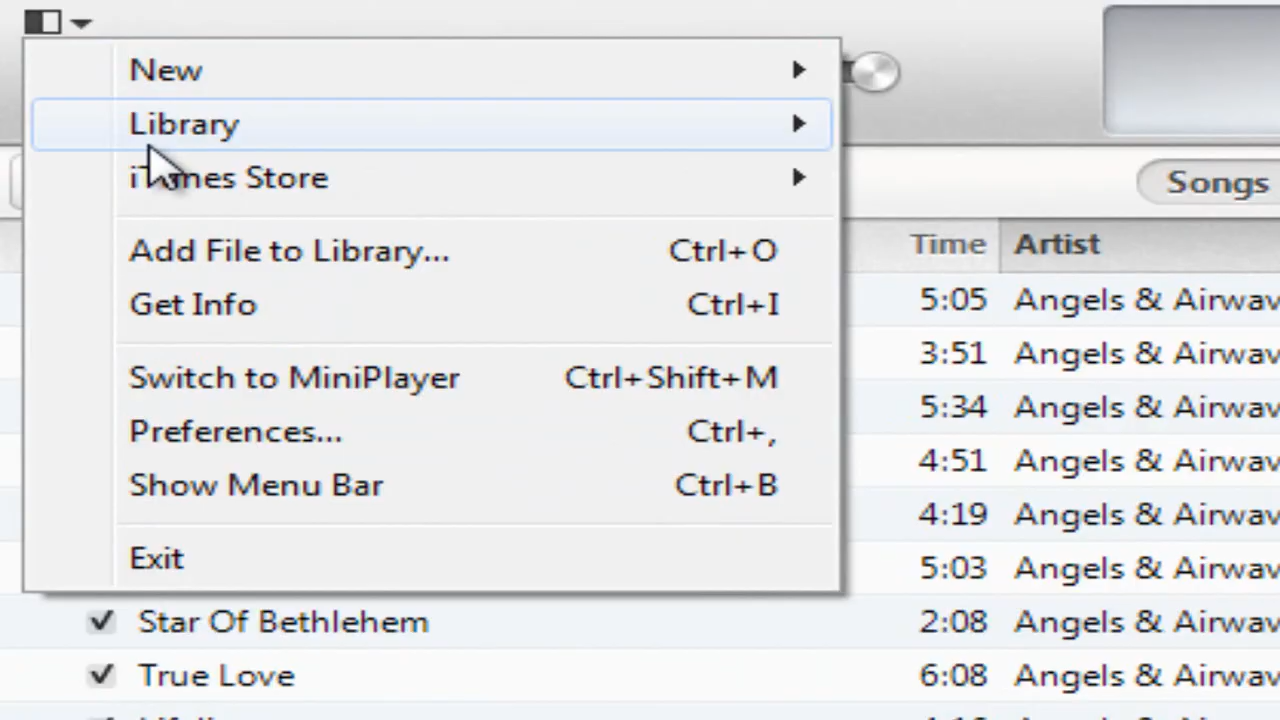 New
Library
iTunes Store
Add File to Library... Ctrl+O
Get Info Ctrl+I
Switch to MiniPlayer Ctrl+Shift+M
Preferences... Ctrl+,
Show Menu Bar Ctrl+B
Exit
Songs
Time Artist
5:05 Angels & Airwav
3:51 Angels & Airwav
5:34 Angels & Airwav
4:51 Angels & Airwav
4:19 Angels & Airwav
5:03 Angels & Airwav
Star Of Bethlehem 2:08 Angels & Airwav
True Love 6:08 Angels & Airwav